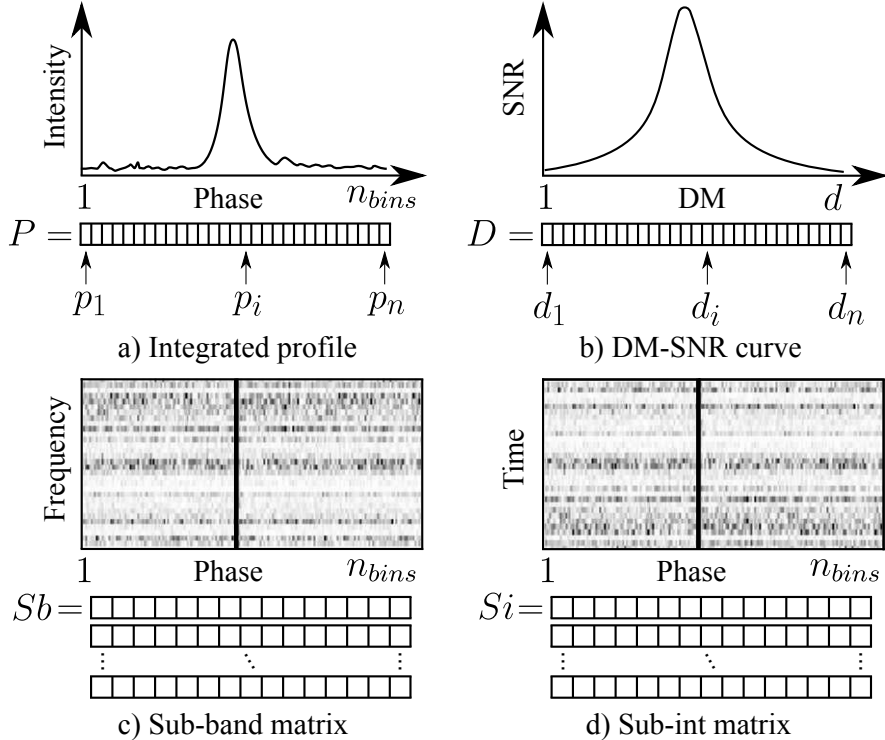 Intensity
1 Phase n_bins
P =
p_1 p_i p_n
a) Integrated profile
SNR
1 DM d
D =
d_1 d_i d_n
b) DM-SNR curve
Frequency
1 Phase n_bins
Sb =
c) Sub-band matrix
Time
1 Phase n_bins
Si =
d) Sub-int matrix